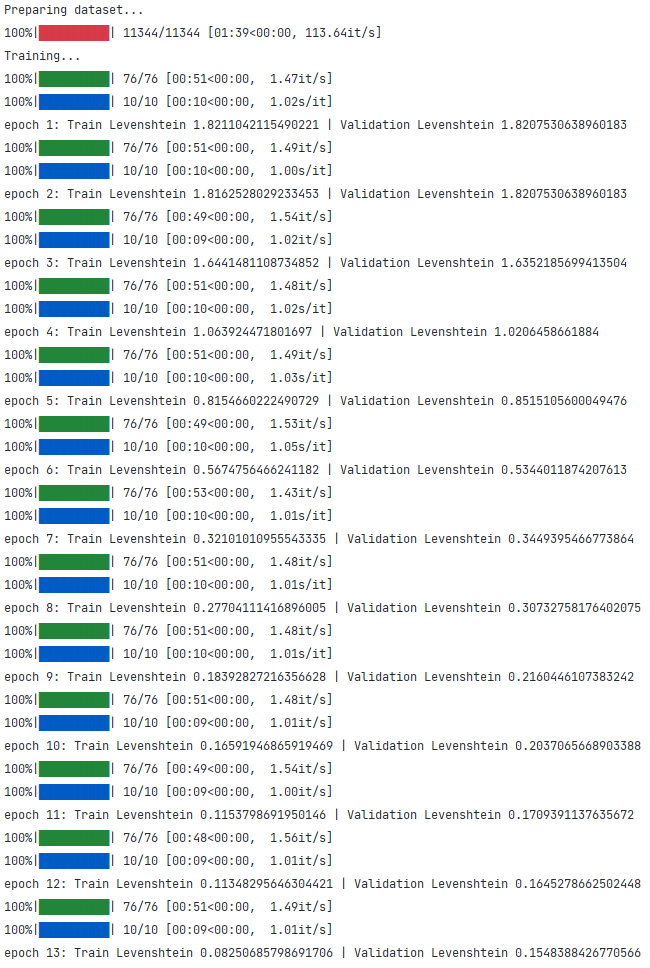 Preparing dataset...
100%|██████████| 11344/11344 [01:39<00:00, 113.64it/s]
Training...
100%|██████████| 76/76 [00:51<00:00,  1.47it/s]
100%|██████████| 10/10 [00:10<00:00,  1.02s/it]
epoch 1: Train Levenshtein 1.8211042115490221 | Validation Levenshtein 1.8207530638960183
100%|██████████| 76/76 [00:51<00:00,  1.49it/s]
100%|██████████| 10/10 [00:10<00:00,  1.00s/it]
epoch 2: Train Levenshtein 1.8162528029233453 | Validation Levenshtein 1.8207530638960183
100%|██████████| 76/76 [00:49<00:00,  1.54it/s]
100%|██████████| 10/10 [00:09<00:00,  1.02it/s]
epoch 3: Train Levenshtein 1.6441481108734852 | Validation Levenshtein 1.6352185699413504
100%|██████████| 76/76 [00:51<00:00,  1.48it/s]
100%|██████████| 10/10 [00:10<00:00,  1.02s/it]
epoch 4: Train Levenshtein 1.063924471801697 | Validation Levenshtein 1.0206458661884
100%|██████████| 76/76 [00:51<00:00,  1.49it/s]
100%|██████████| 10/10 [00:10<00:00,  1.03s/it]
epoch 5: Train Levenshtein 0.8154660222490729 | Validation Levenshtein 0.8515105600049476
100%|██████████| 76/76 [00:49<00:00,  1.53it/s]
100%|██████████| 10/10 [00:10<00:00,  1.05s/it]
epoch 6: Train Levenshtein 0.5674756466241182 | Validation Levenshtein 0.5344011874207613
100%|██████████| 76/76 [00:53<00:00,  1.43it/s]
100%|██████████| 10/10 [00:10<00:00,  1.01s/it]
epoch 7: Train Levenshtein 0.32101010955543335 | Validation Levenshtein 0.3449395466773864
100%|██████████| 76/76 [00:51<00:00,  1.48it/s]
100%|██████████| 10/10 [00:10<00:00,  1.01s/it]
epoch 8: Train Levenshtein 0.27704111416896005 | Validation Levenshtein 0.30732758176402075
100%|██████████| 76/76 [00:51<00:00,  1.48it/s]
100%|██████████| 10/10 [00:10<00:00,  1.01s/it]
epoch 9: Train Levenshtein 0.18392827216356628 | Validation Levenshtein 0.2160446107383242
100%|██████████| 76/76 [00:51<00:00,  1.48it/s]
100%|██████████| 10/10 [00:09<00:00,  1.01it/s]
epoch 10: Train Levenshtein 0.16591946865919469 | Validation Levenshtein 0.2037065668903388
100%|██████████| 76/76 [00:49<00:00,  1.54it/s]
100%|██████████| 10/10 [00:09<00:00,  1.00it/s]
epoch 11: Train Levenshtein 0.1153798691950146 | Validation Levenshtein 0.1709391137635672
100%|██████████| 76/76 [00:48<00:00,  1.56it/s]
100%|██████████| 10/10 [00:09<00:00,  1.01it/s]
epoch 12: Train Levenshtein 0.11348295646304421 | Validation Levenshtein 0.1645278662502448
100%|██████████| 76/76 [00:51<00:00,  1.49it/s]
100%|██████████| 10/10 [00:09<00:00,  1.01it/s]
epoch 13: Train Levenshtein 0.08250685798691706 | Validation Levenshtein 0.1548388426770566